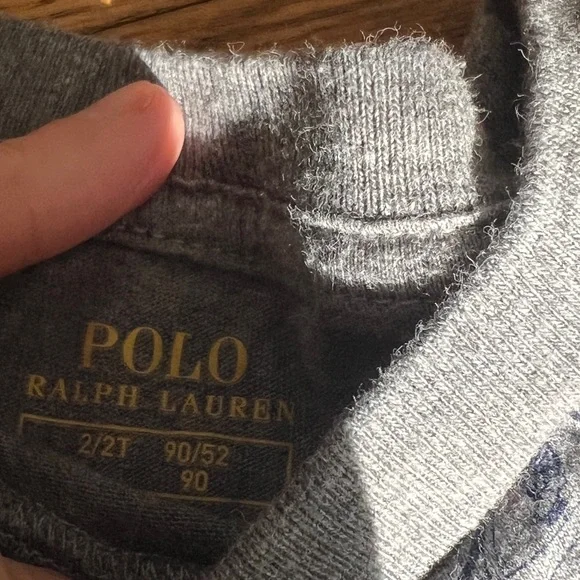 POLO
RALPH LAUREN
2/2T 90/52
90